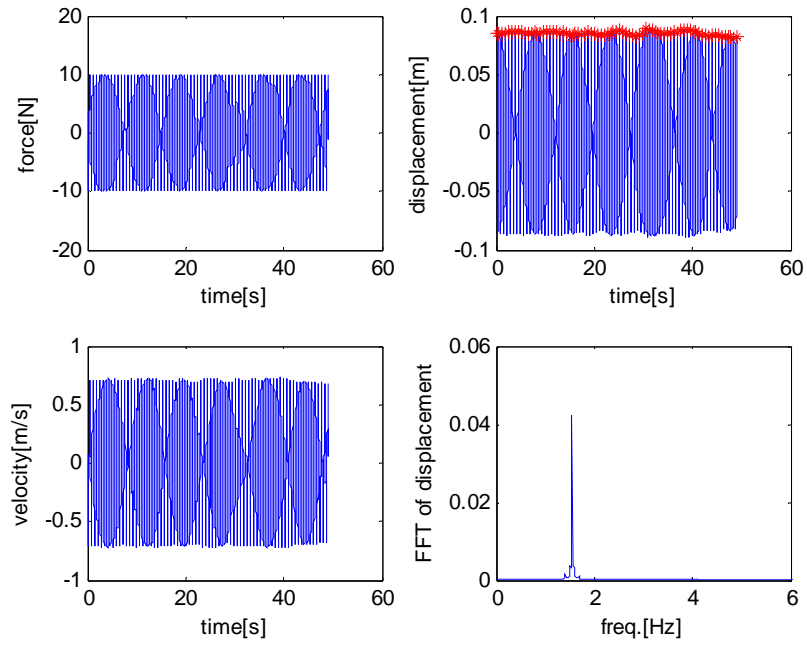 20
10
0
-10
-20
force[N]
0 20 40 60
time[s]
0.1
0.05
0
-0.05
-0.1
displacement[m]
0 20 40 60
time[s]
1
0.5
0
-0.5
-1
velocity[m/s]
0 20 40 60
time[s]
0.06
0.04
0.02
0
FFT of displacement
0 2 4 6
freq.[Hz]